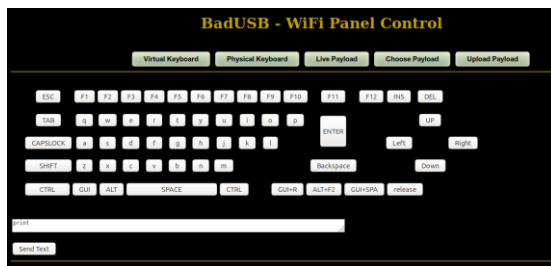 BadUSB - WiFi Panel Control
Virtual Keyboard Physical Keyboard Live Payload Choose Payload Upload Payload
ESC F1 F2 F3 F4 F5 F6 F7 F8 F9 F10 F11 F12 INS DEL
TAB q w e r t y u i o p ENTER UP
CAPSLOCK a s d f g h j k l Left Right
SHIFT z x c v b n m Backspace Down
CTRL GUI ALT SPACE CTRL GUI+R ALT+F2 GUI+SPA release
print
Send Text